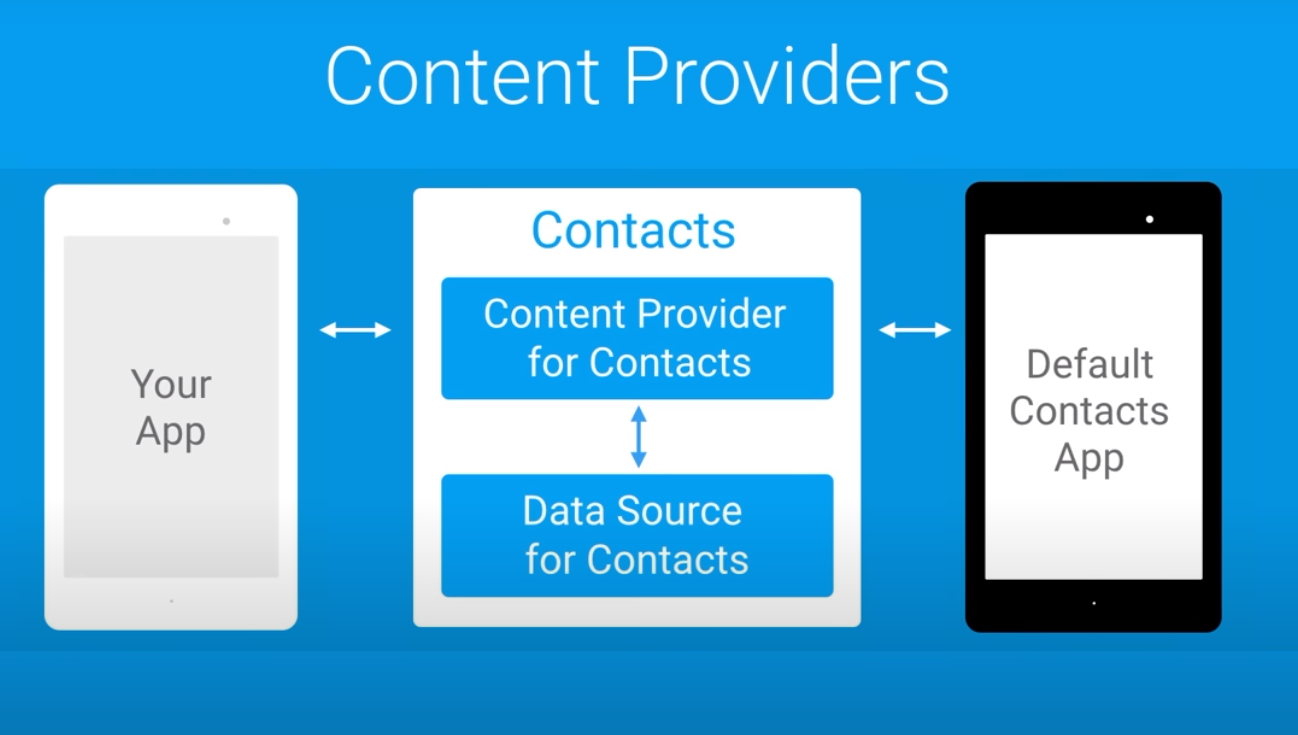 Content Providers
Your
App
Contacts
Content Provider
for Contacts
Data Source
for Contacts
Default
Contacts
App